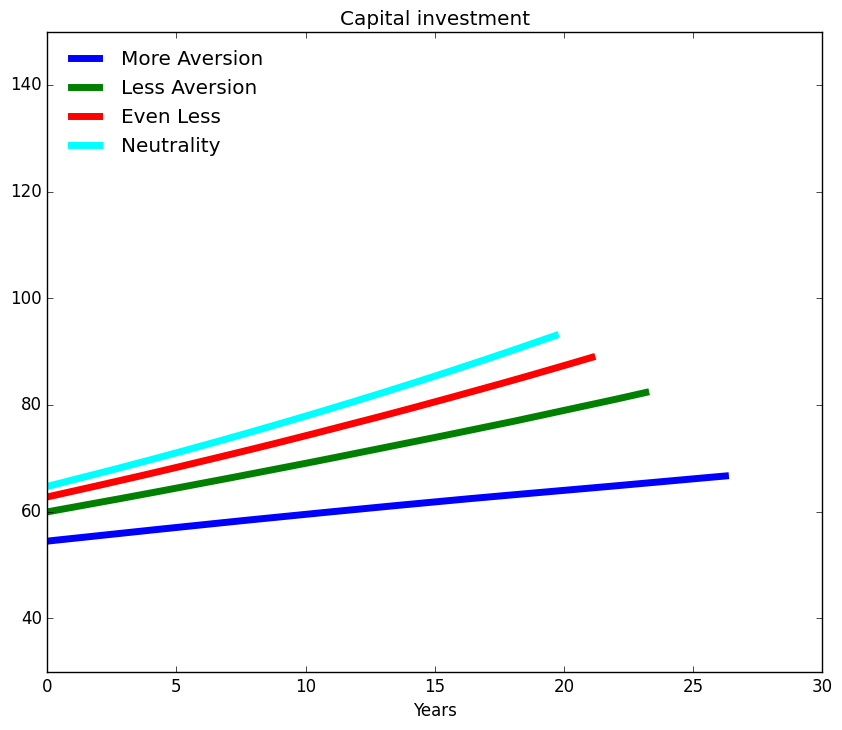 Capital investment
More Aversion
Less Aversion
Even Less
Neutrality
140
120
100
80
60
40
0 5 10 15 20 25 30
Years